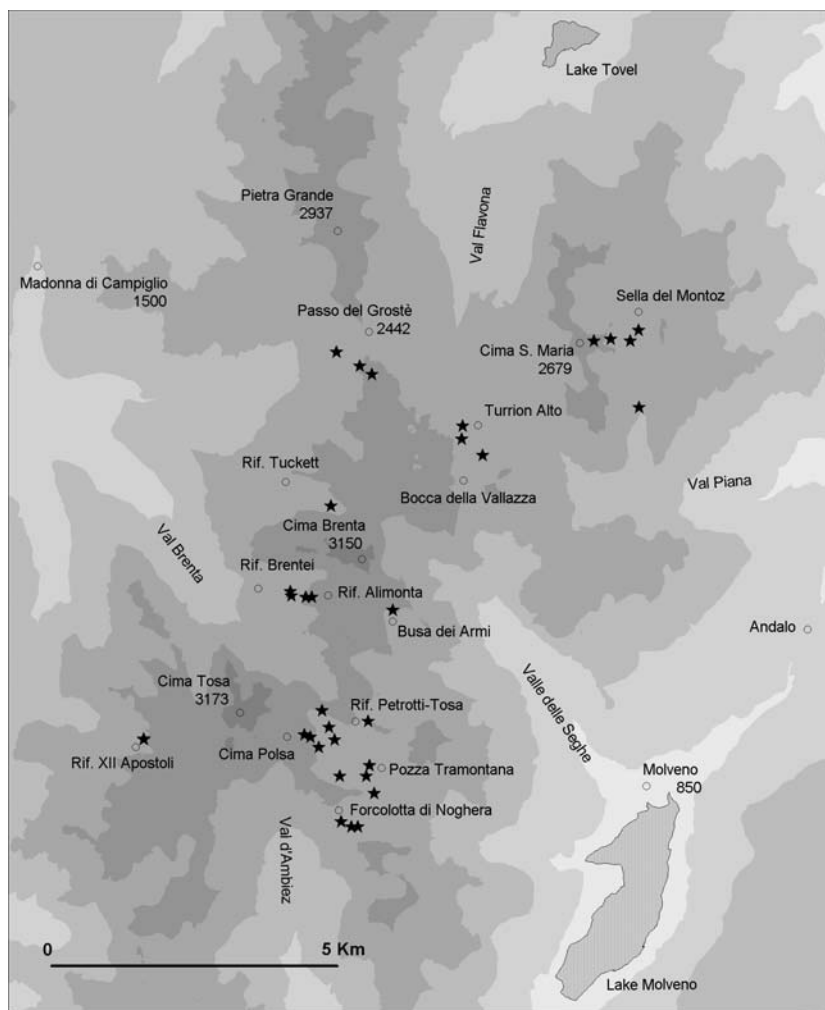 Lake Tovel
Pietra Grande
2937
Val Flavona
Madonna di Campiglio
1500
Sella del Montoz
Passo del Grostè
2442
Cima S. Maria
2679
Turrion Alto
Rif. Tuckett
Bocca della Vallazza
Val Piana
Cima Brenta
3150
Val Brenta
Rif. Brentei
Rif. Alimonta
Busa dei Armi
Andalo
Valle delle Seghe
Cima Tosa
3173
Rif. Petrotti-Tosa
Rif. XII Apostoli
Cima Polsa
Pozza Tramontana
Molveno
850
Forcolotta di Noghera
Val d'Ambiez
0
5 Km
Lake Molveno